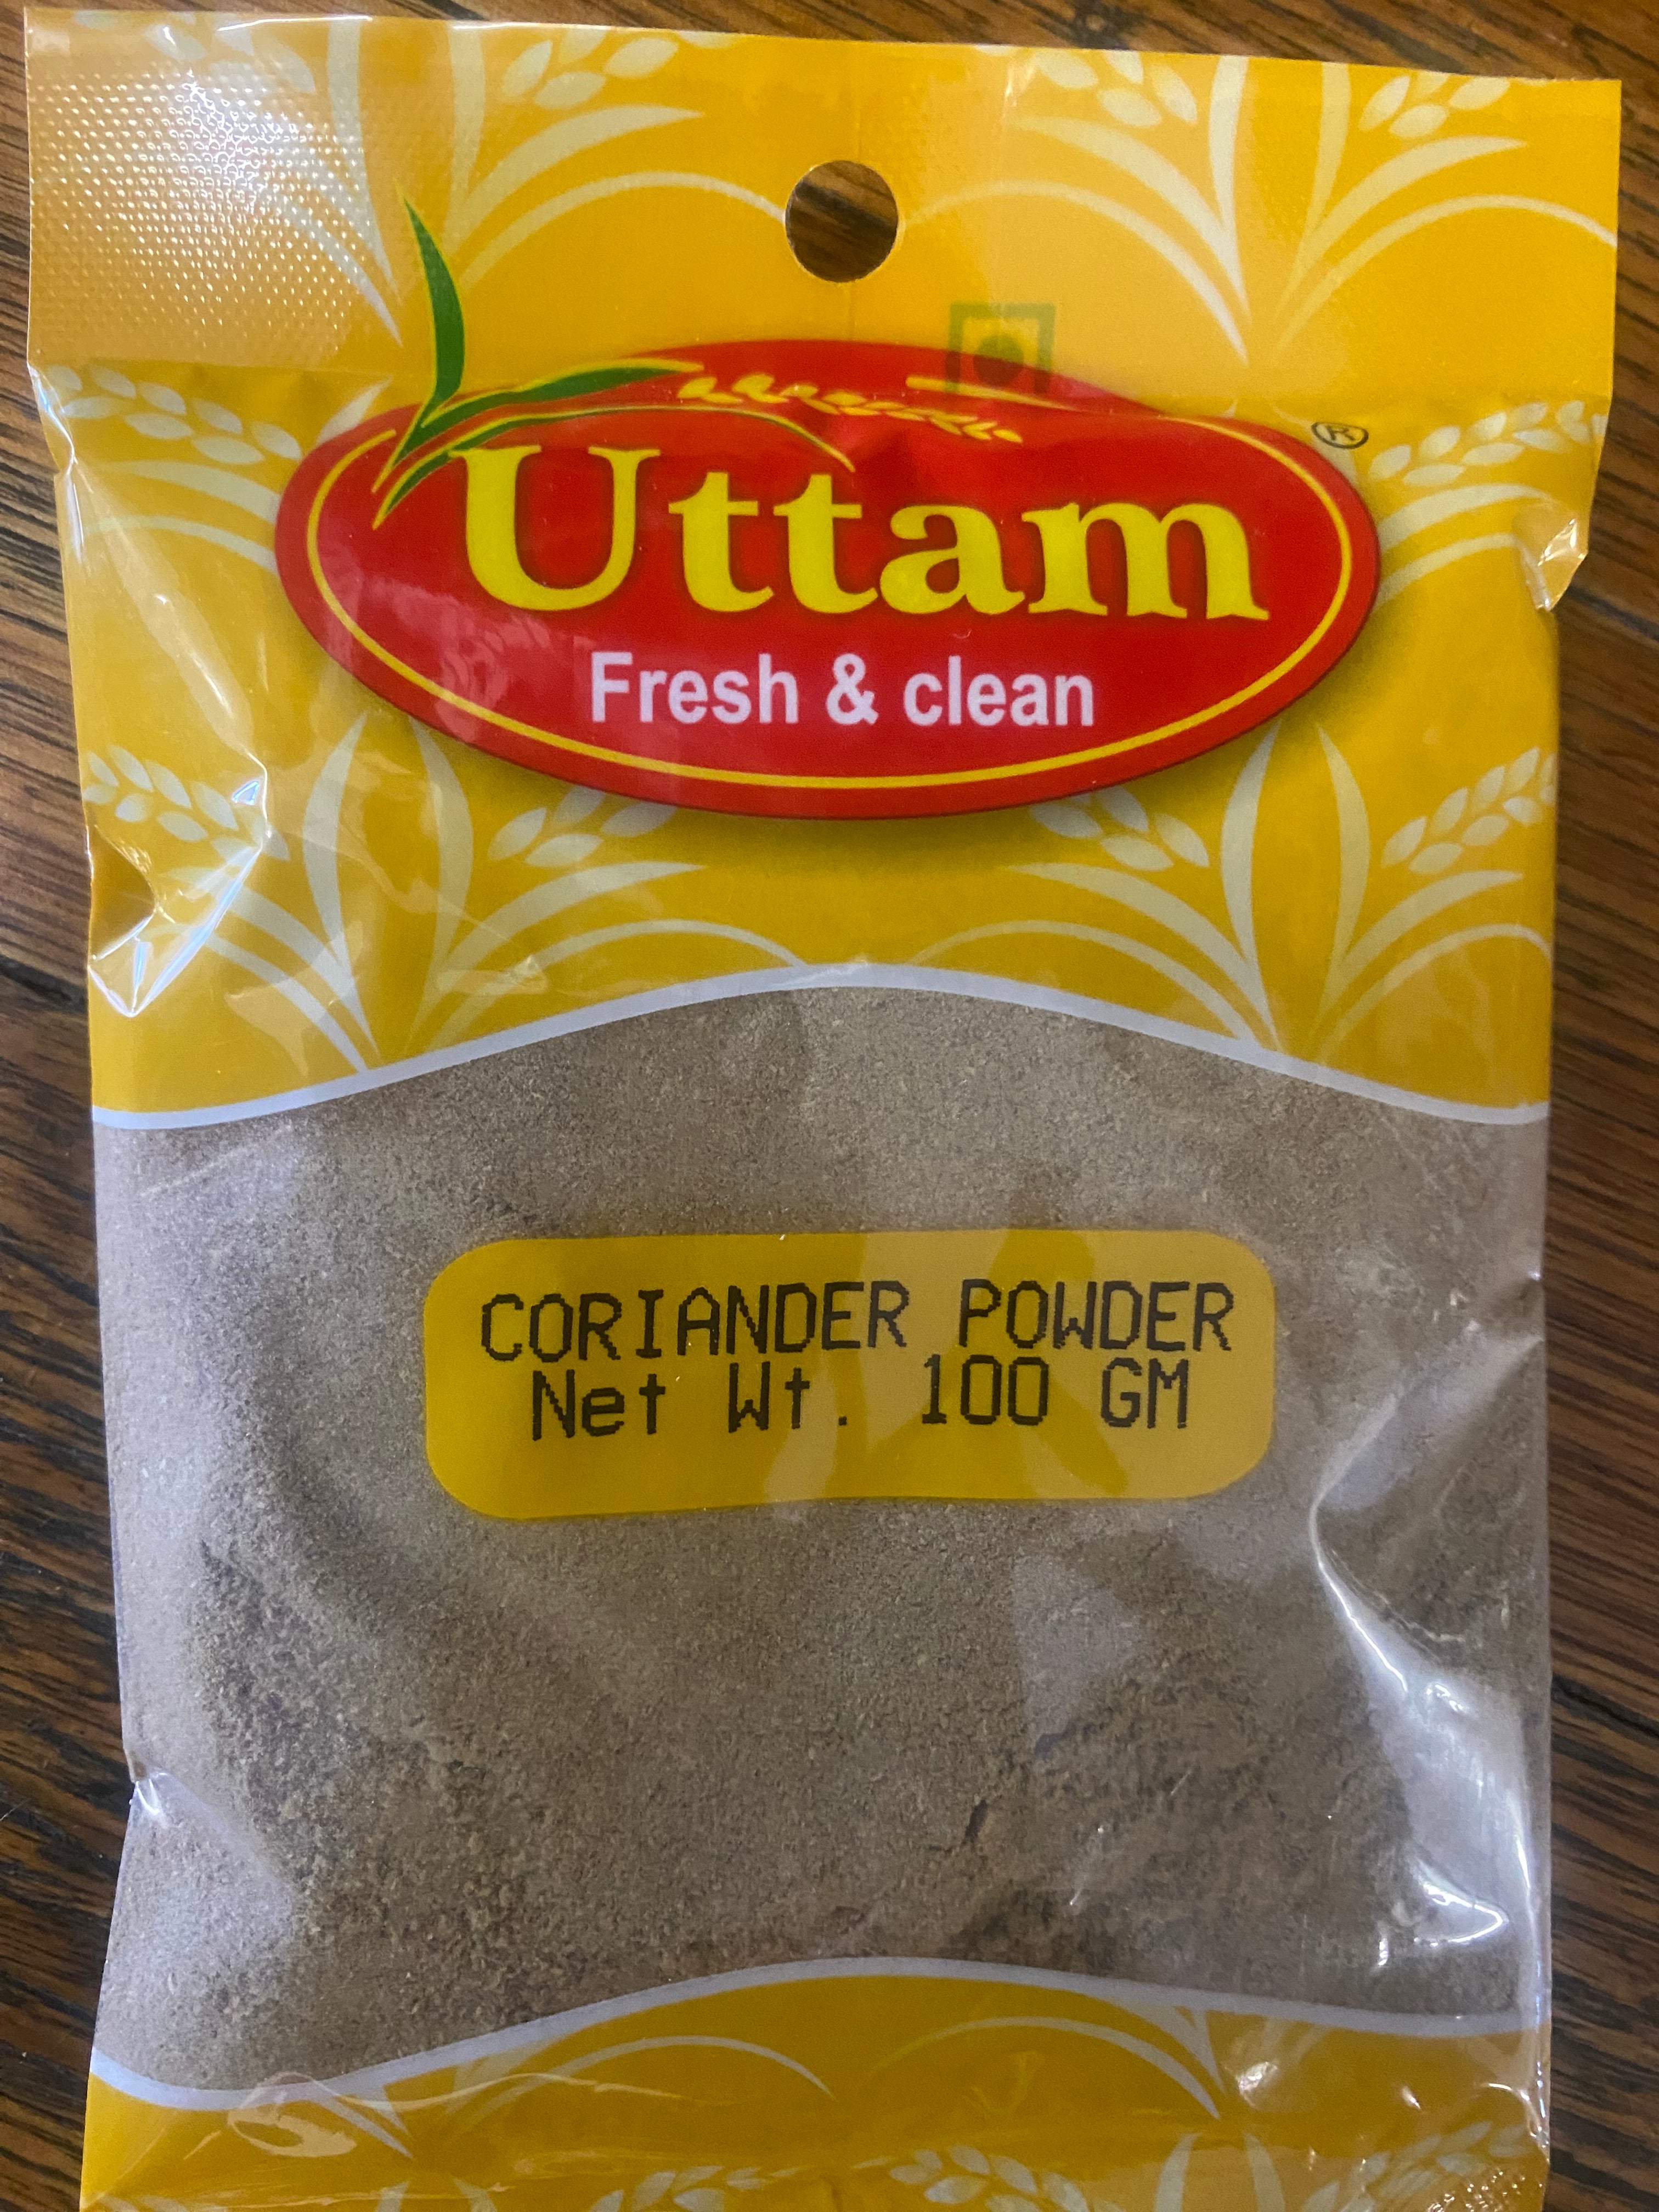 Uttam
®
Fresh & clean
CORIANDER POWDER
Net Wt. 100 GM